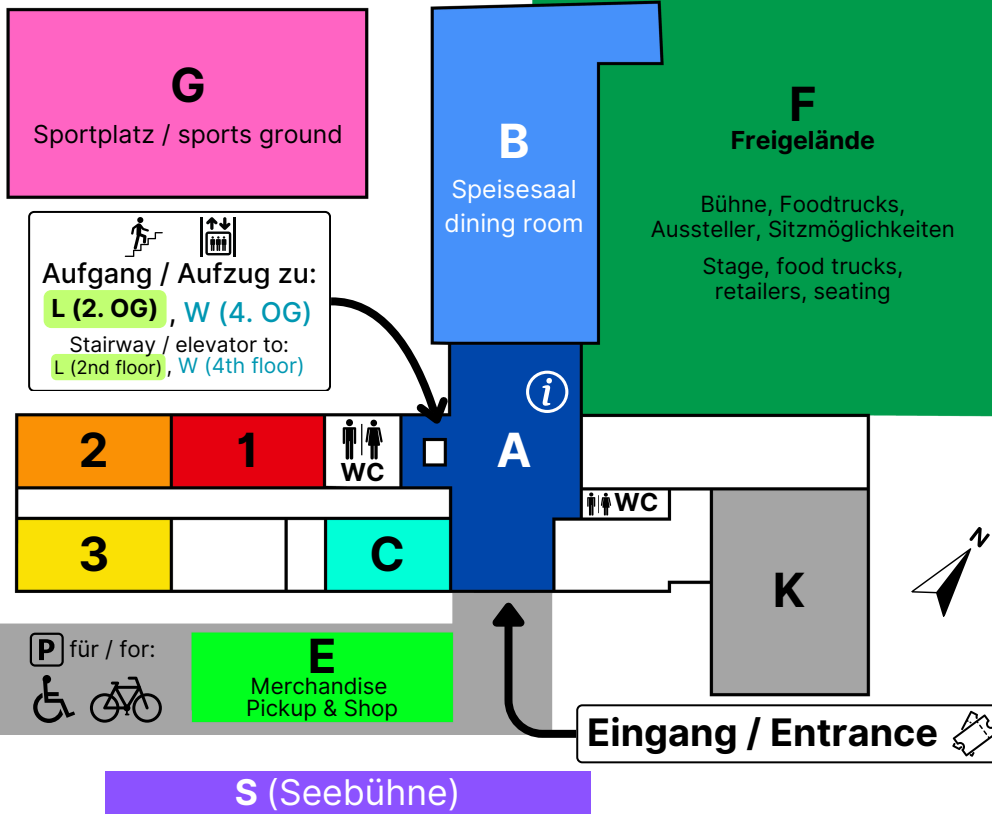 G
Sportplatz / sports ground
B
Speisesaal
dining room
F
Freigelände
Bühne, Foodtrucks,
Aussteller, Sitzmöglichkeiten
Stage, food trucks,
retailers, seating
Aufgang / Aufzug zu:
L (2. OG) , W (4. OG)
Stairway / elevator to:
L (2nd floor) , W (4th floor)
i
2
1
WC
A
WC
3
C
K
N
P für / for:
E
Merchandise
Pickup & Shop
Eingang / Entrance
S (Seebühne)